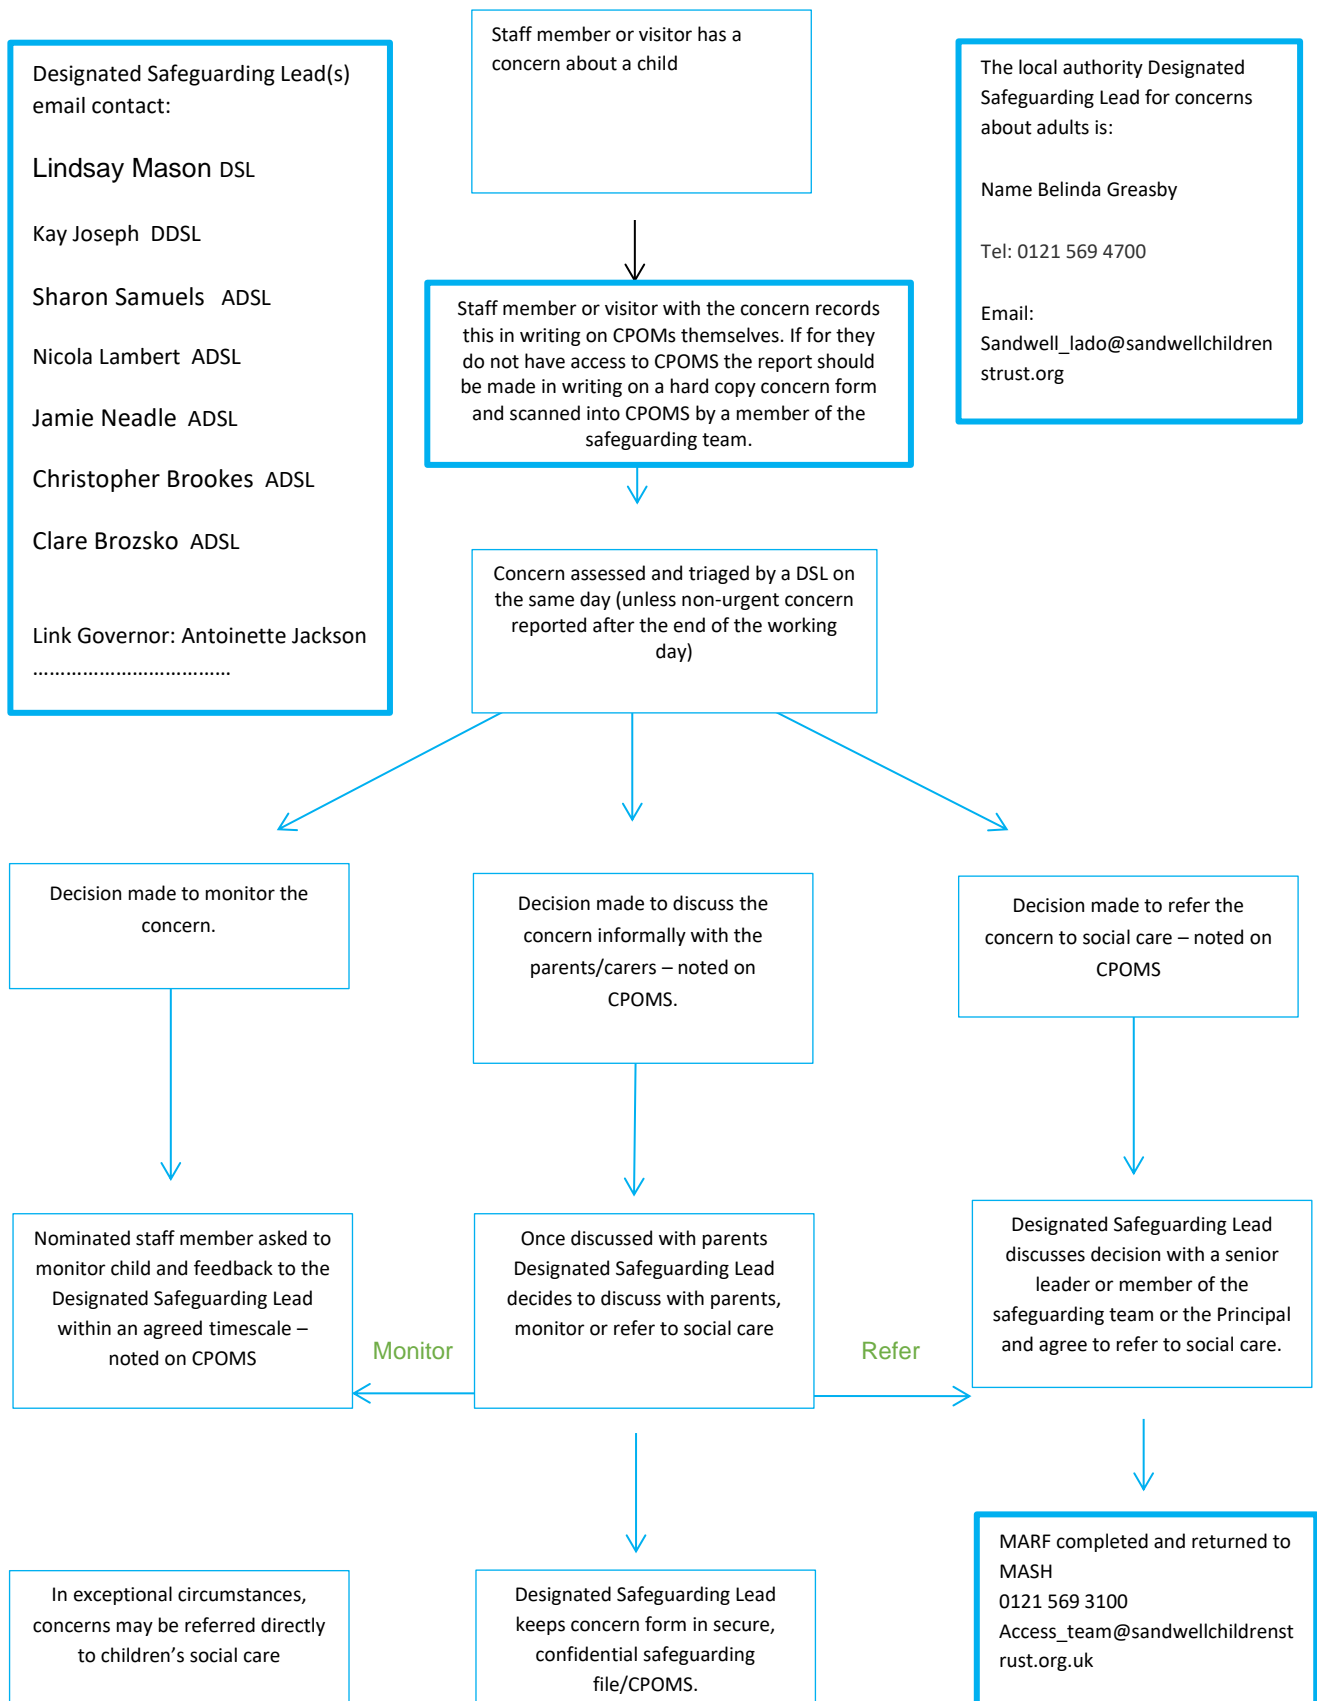 Staff member or visitor has a
concern about a child
Designated Safeguarding Lead(s)
email contact:
Lindsay Mason DSL
Kay Joseph  DDSL
Sharon Samuels   ADSL
Nicola Lambert  ADSL
Jamie Neadle  ADSL
Christopher Brookes  ADSL
Clare Brozsko  ADSL
Link Governor: Antoinette Jackson
………………………………
The local authority Designated
Safeguarding Lead for concerns
about adults is:
Name Belinda Greasby
Tel: 0121 569 4700
Email:
Sandwell_lado@sandwellchildren
strust.org
Staff member or visitor with the concern records
this in writing on CPOMs themselves. If for they
do not have access to CPOMS the report should
be made in writing on a hard copy concern form
and scanned into CPOMS by a member of the
safeguarding team.
Concern assessed and triaged by a DSL on
the same day (unless non-urgent concern
reported after the end of the working
day)
Decision made to monitor the
concern.
Decision made to discuss the
concern informally with the
parents/carers – noted on
CPOMS.
Decision made to refer the
concern to social care – noted on
CPOMS
Nominated staff member asked to
monitor child and feedback to the
Designated Safeguarding Lead
within an agreed timescale –
noted on CPOMS
Monitor
Once discussed with parents
Designated Safeguarding Lead
decides to discuss with parents,
monitor or refer to social care
Refer
Designated Safeguarding Lead
discusses decision with a senior
leader or member of the
safeguarding team or the Principal
and agree to refer to social care.
In exceptional circumstances,
concerns may be referred directly
to children’s social care
Designated Safeguarding Lead
keeps concern form in secure,
confidential safeguarding
file/CPOMS.
MARF completed and returned to
MASH
0121 569 3100
Access_team@sandwellchildrenst
rust.org.uk